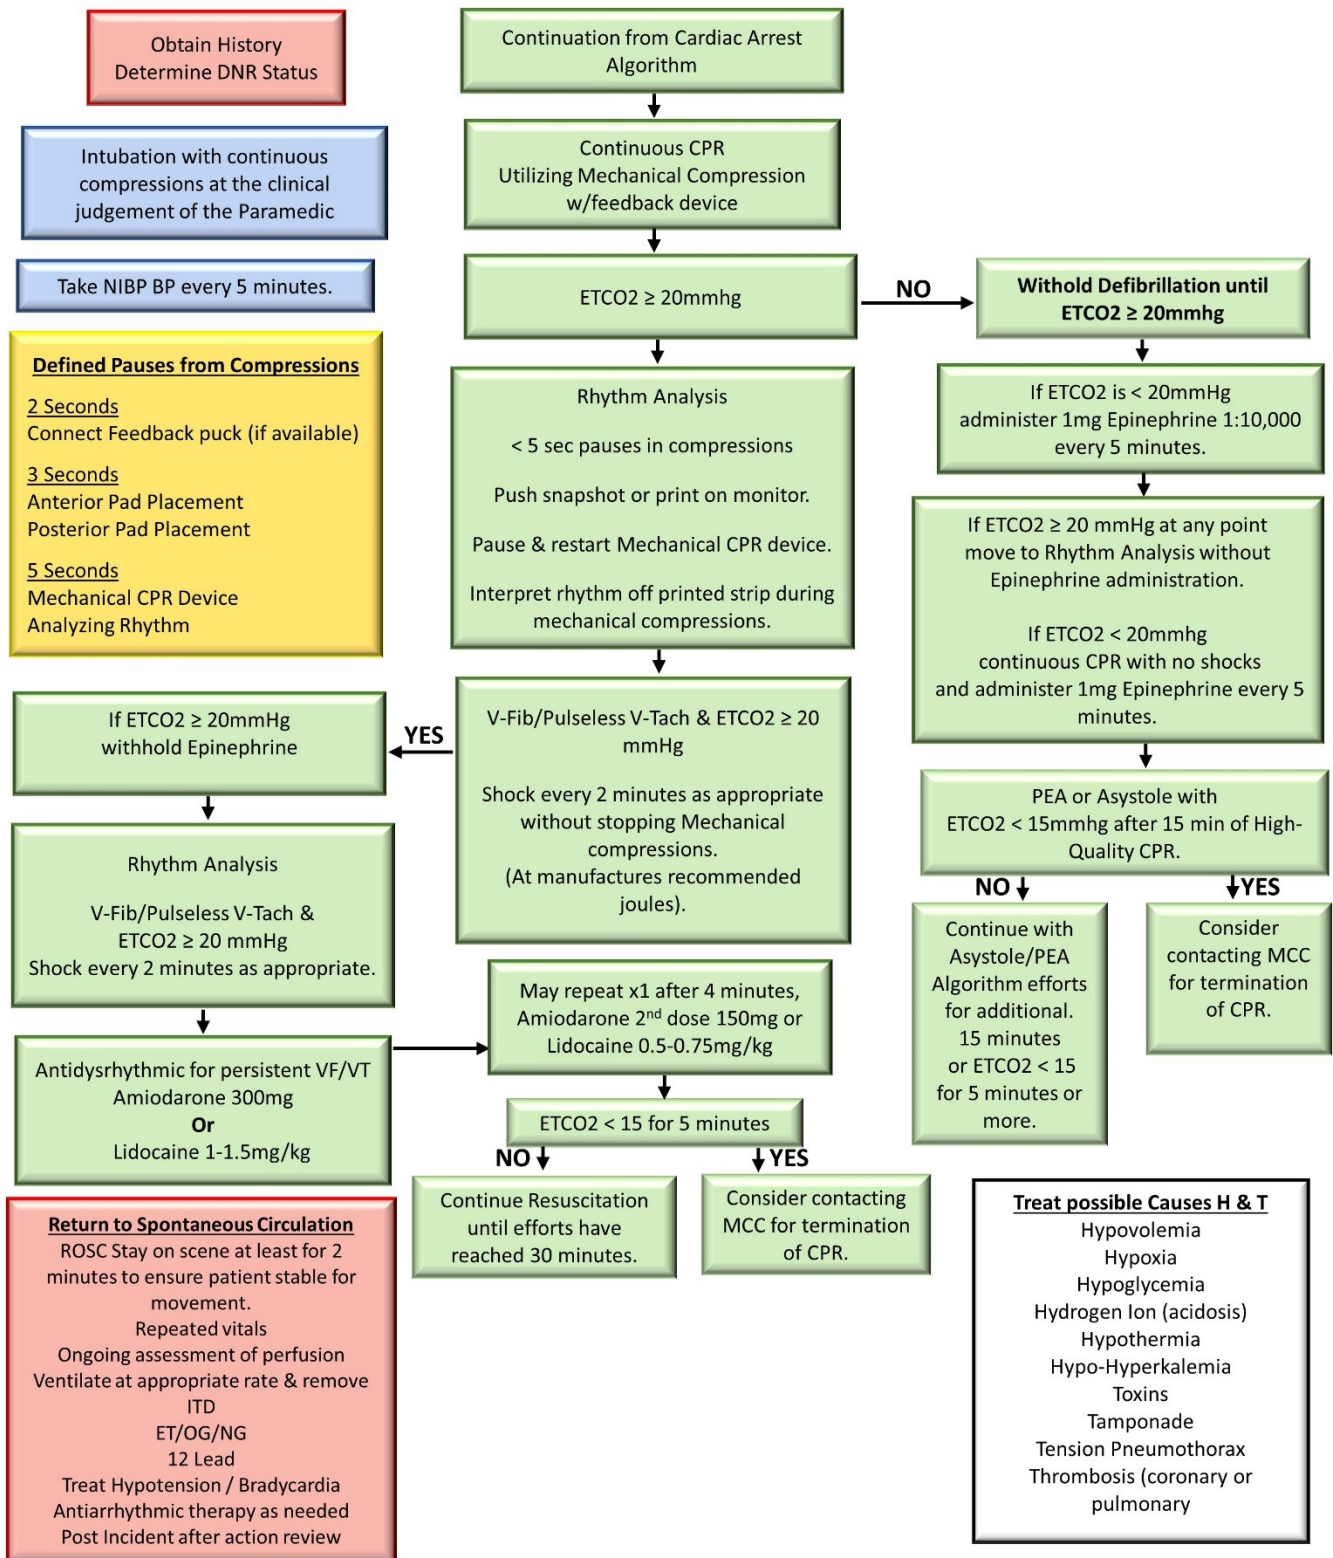 Obtain History
Determine DNR Status
Intubation with continuous
compressions at the clinical
judgement of the Paramedic
Take NIBP BP every 5 minutes.
Defined Pauses from Compressions
2 Seconds
Connect Feedback puck (if available)
3 Seconds
Anterior Pad Placement
Posterior Pad Placement
5 Seconds
Mechanical CPR Device
Analyzing Rhythm
Continuation from Cardiac Arrest
Algorithm
Continuous CPR
Utilizing Mechanical Compression
w/feedback device
ETCO2 ≥ 20mmhg
NO
Withold Defibrillation until
ETCO2 ≥ 20mmhg
If ETCO2 is < 20mmHg
administer 1mg Epinephrine 1:10,000
every 5 minutes.
If ETCO2 ≥ 20 mmHg at any point
move to Rhythm Analysis without
Epinephrine administration.
If ETCO2 < 20mmhg
continuous CPR with no shocks
and administer 1mg Epinephrine every 5
minutes.
PEA or Asystole with
ETCO2 < 15mmhg after 15 min of High-
Quality CPR.
NO
YES
Continue with
Asystole/PEA
Algorithm efforts
for additional.
15 minutes
or ETCO2 < 15
for 5 minutes or
more.
Consider
contacting MCC
for termination
of CPR.
Rhythm Analysis
< 5 sec pauses in compressions
Push snapshot or print on monitor.
Pause & restart Mechanical CPR device.
Interpret rhythm off printed strip during
mechanical compressions.
V-Fib/Pulseless V-Tach & ETCO2 ≥ 20
mmHg
Shock every 2 minutes as appropriate
without stopping Mechanical
compressions.
(At manufactures recommended
joules).
YES
If ETCO2 ≥ 20mmHg
withhold Epinephrine
Rhythm Analysis
V-Fib/Pulseless V-Tach &
ETCO2 ≥ 20 mmHg
Shock every 2 minutes as appropriate.
Antidysrhythmic for persistent VF/VT
Amiodarone 300mg
Or
Lidocaine 1-1.5mg/kg
May repeat x1 after 4 minutes,
Amiodarone 2nd dose 150mg or
Lidocaine 0.5-0.75mg/kg
ETCO2 < 15 for 5 minutes
NO
YES
Continue Resuscitation
until efforts have
reached 30 minutes.
Consider contacting
MCC for termination
of CPR.
Return to Spontaneous Circulation
ROSC Stay on scene at least for 2
minutes to ensure patient stable for
movement.
Repeated vitals
Ongoing assessment of perfusion
Ventilate at appropriate rate & remove
ITD
ET/OG/NG
12 Lead
Treat Hypotension / Bradycardia
Antiarrhythmic therapy as needed
Post Incident after action review
Treat possible Causes H & T
Hypovolemia
Hypoxia
Hypoglycemia
Hydrogen Ion (acidosis)
Hypothermia
Hypo-Hyperkalemia
Toxins
Tamponade
Tension Pneumothorax
Thrombosis (coronary or
pulmonary